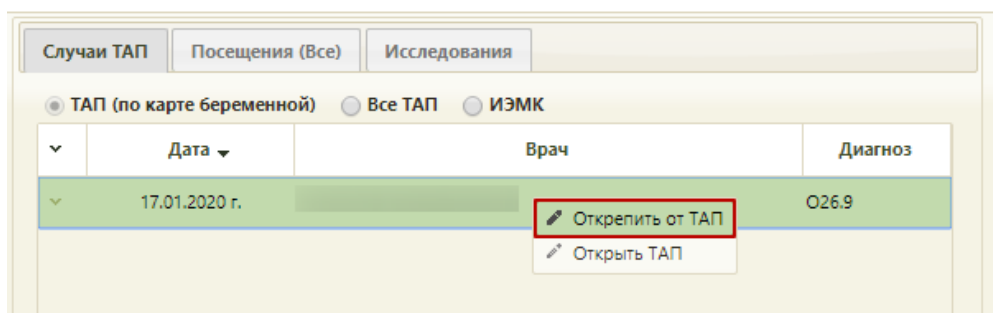 Случаи ТАП Посещения (Все) Исследования
ТАП (по карте беременной) Все ТАП ИЭМК
Дата Врач Диагноз
17.01.2020 г. О26.9
Открепить от ТАП
Открыть ТАП